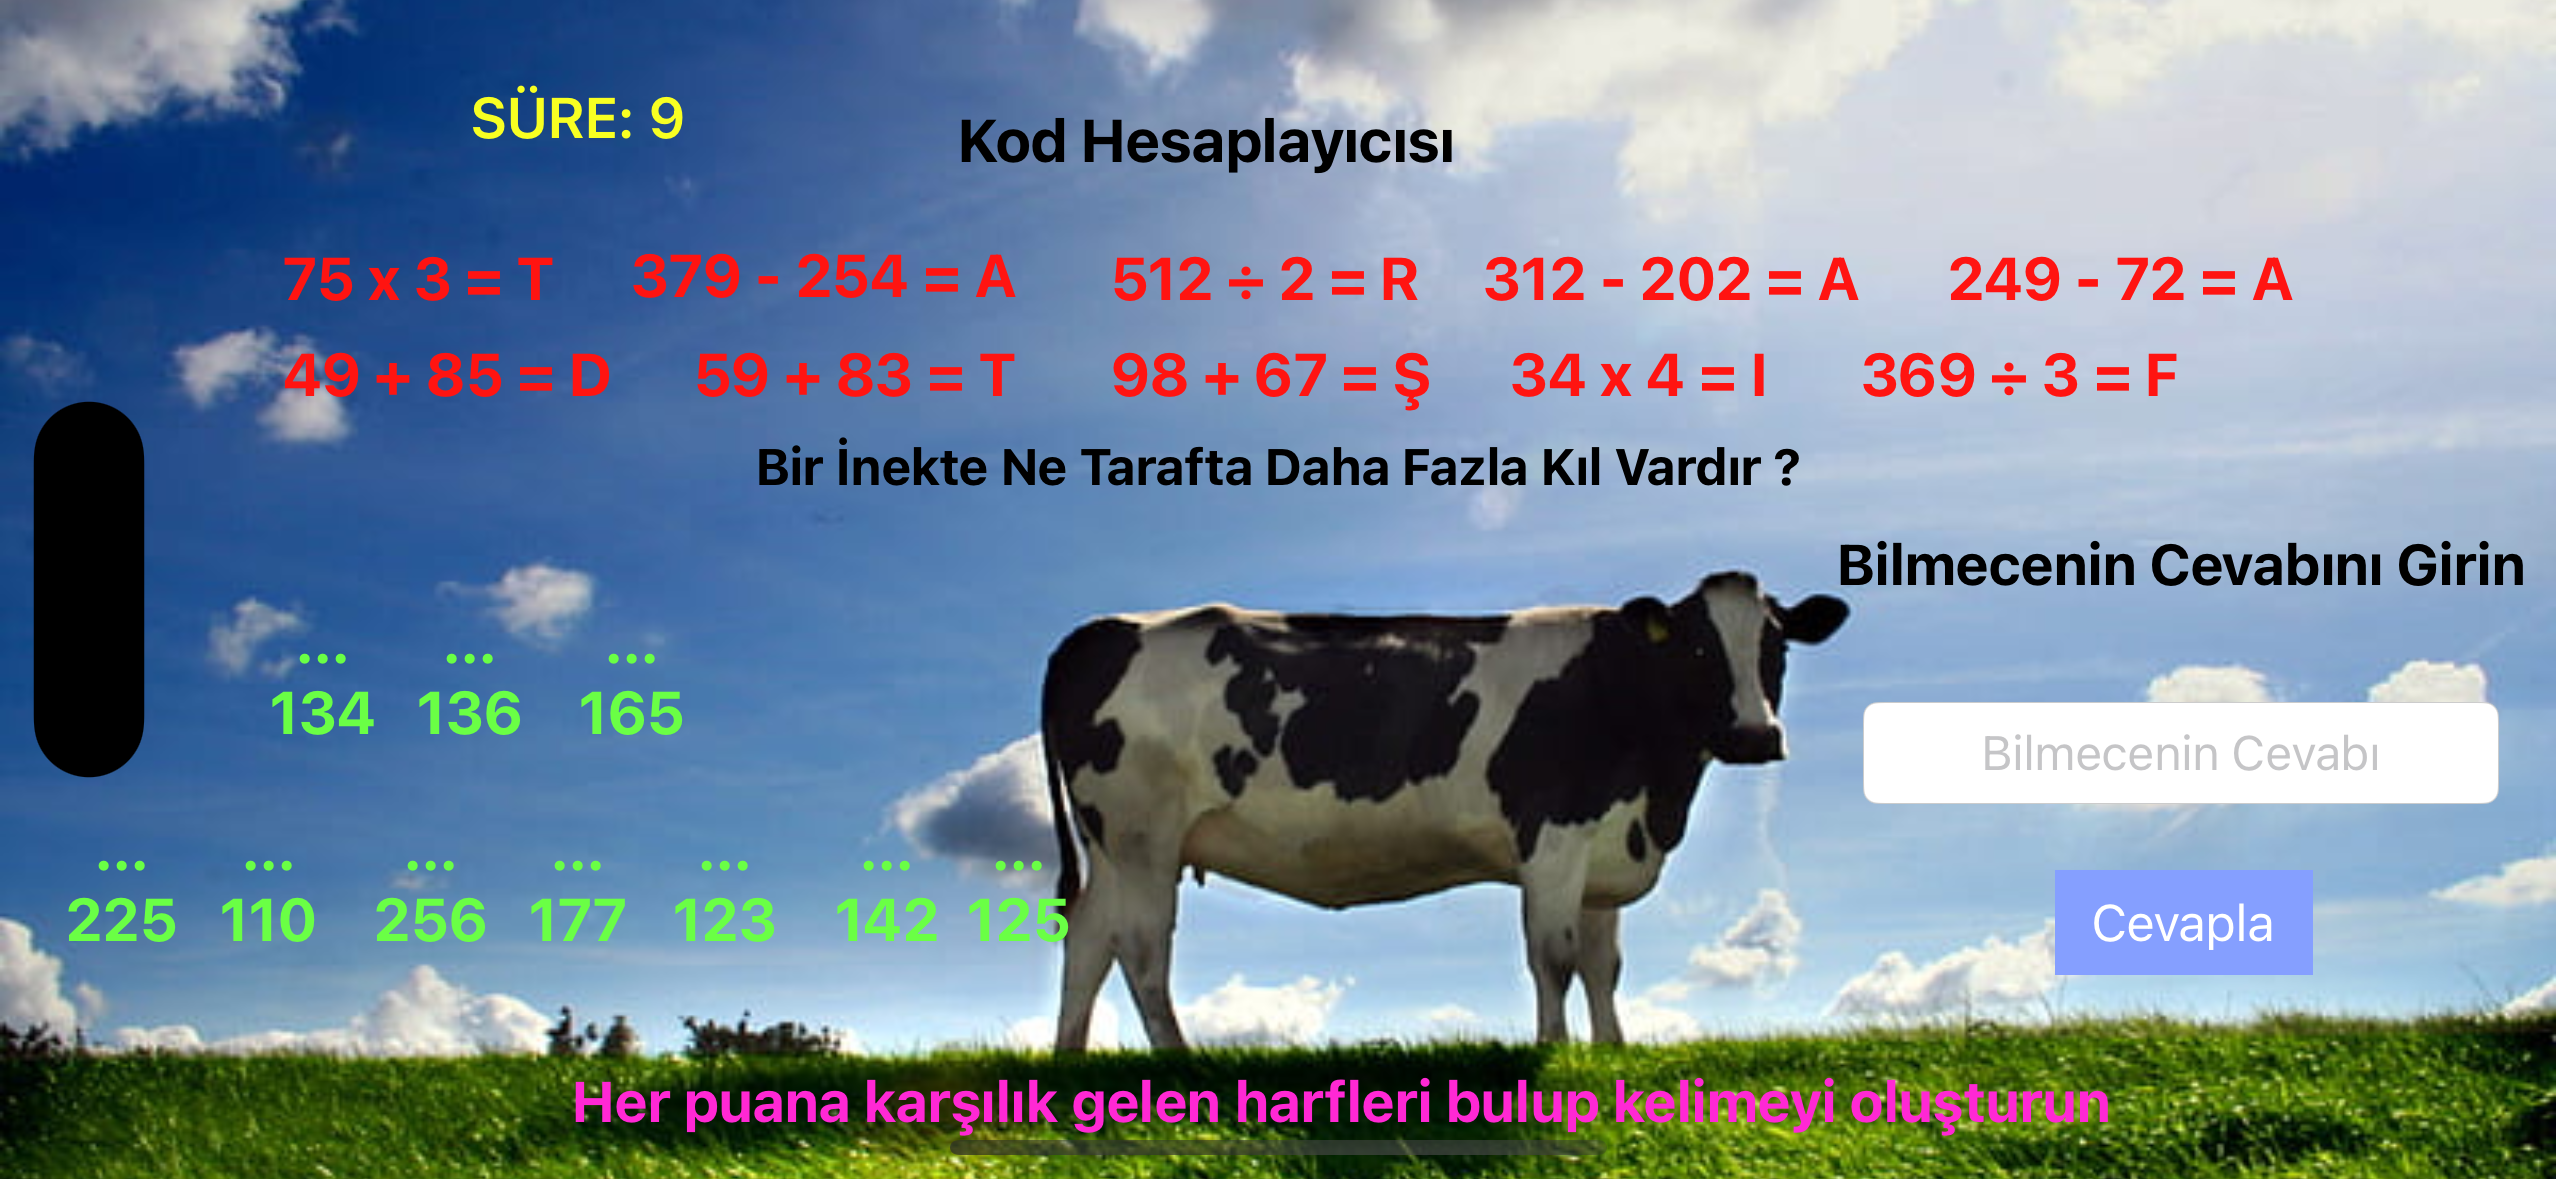 SÜRE: 9
Kod Hesaplayıcısı
75 x 3 = T 379 - 254 = A 512 ÷ 2 = R 312 - 202 = A 249 - 72 = A
49 + 85 = D 59 + 83 = T 98 + 67 = Ş 34 x 4 = I 369 ÷ 3 = F
Bir İnekte Ne Tarafta Daha Fazla Kıl Vardır ?
Bilmecenin Cevabını Girin
... ... ...
134 136 165
Bilmecenin Cevabı
... ... ... ... ... ... ...
225 110 256 177 123 142 125
Cevapla
Her puana karşılık gelen harfleri bulup kelimeyi oluşturun